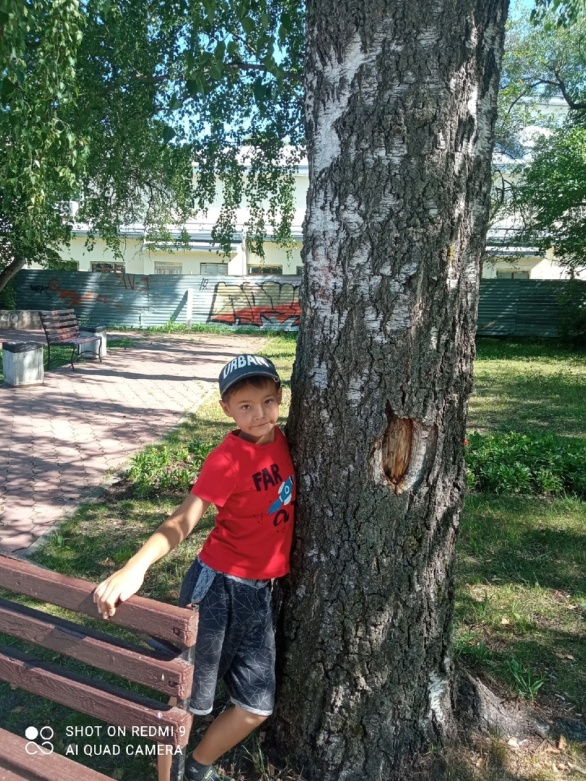 URBAN
FAR
SHOT ON REDMI 9
AI QUAD CAMERA